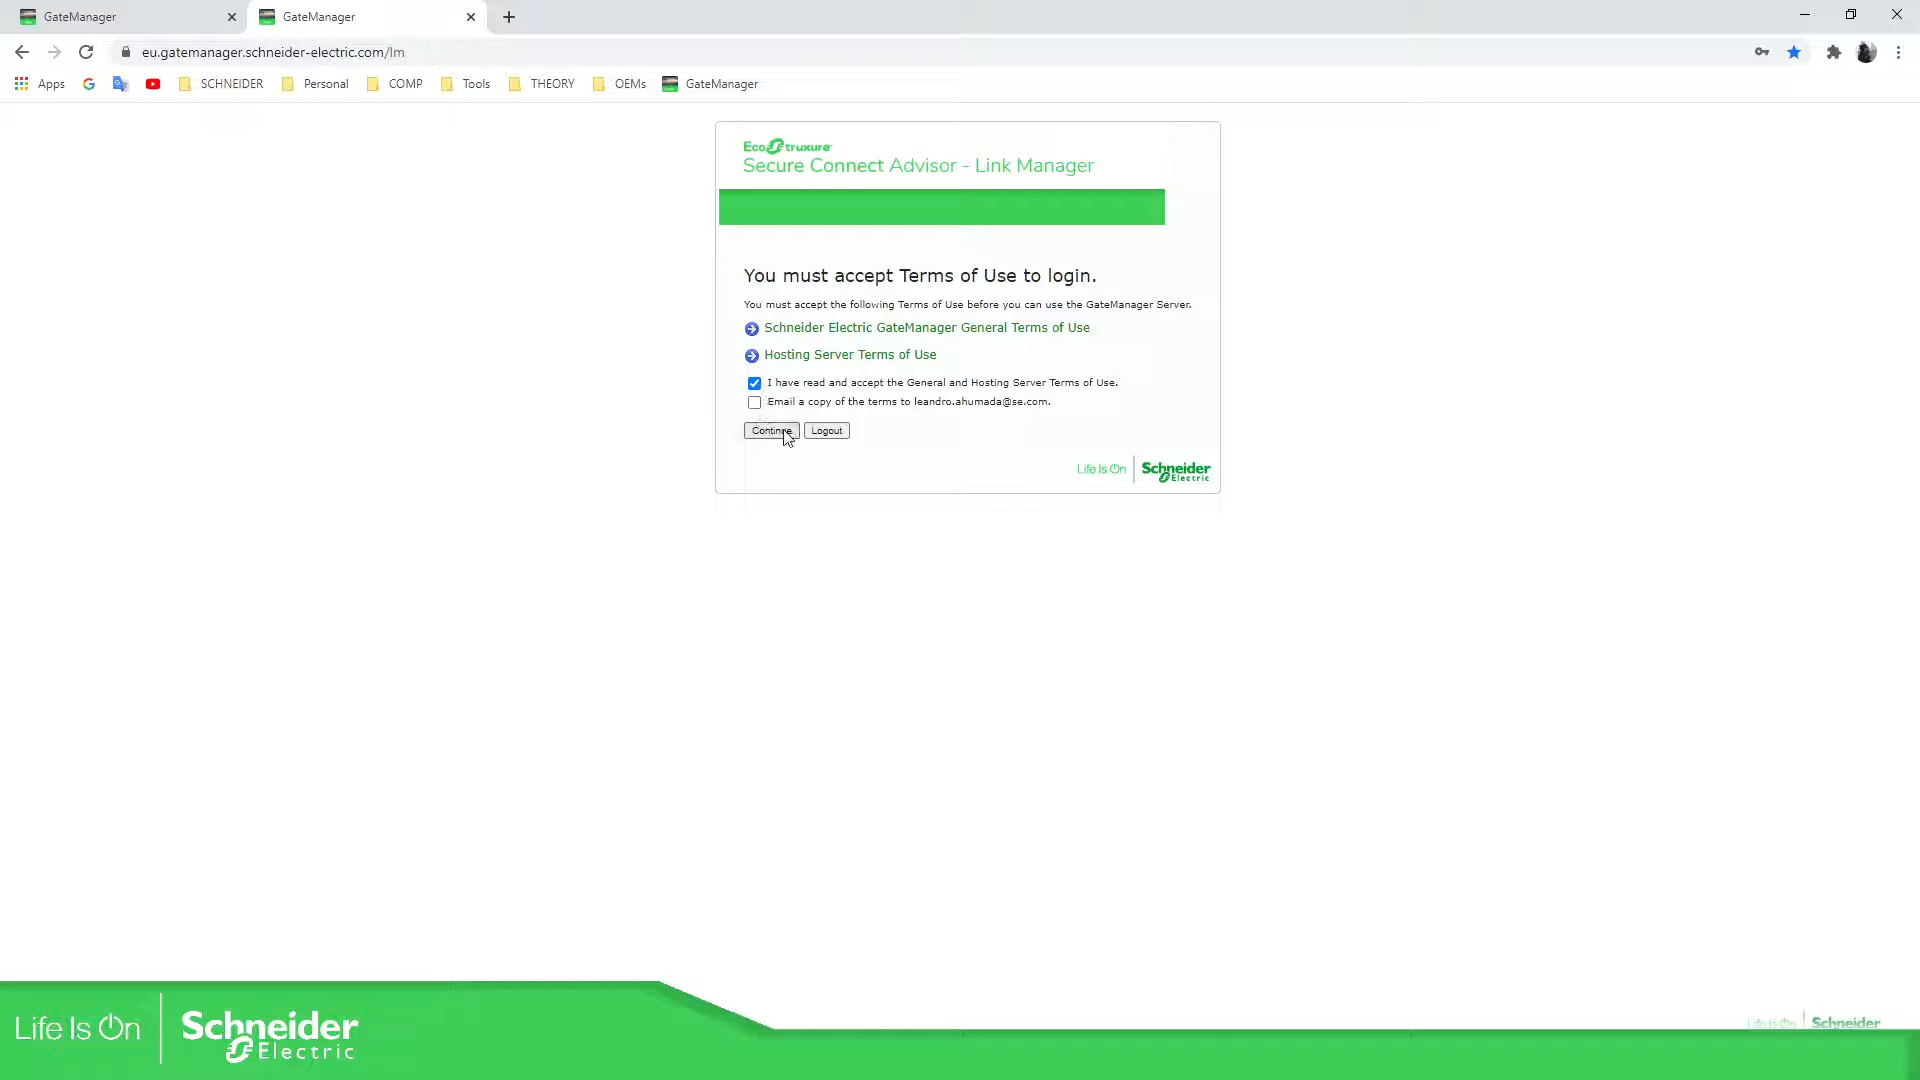 GateManager
GateManager
eu.gatemanager.schneider-electric.com/lm
Apps
SCHNEIDER
Personal
COMP
Tools
THEORY
OEMs
GateManager
EcoStruxure
Secure Connect Advisor - Link Manager
You must accept Terms of Use to login.
You must accept the following Terms of Use before you can use the GateManager Server.
Schneider Electric GateManager General Terms of Use
Hosting Server Terms of Use
I have read and accept the General and Hosting Server Terms of Use.
Email a copy of the terms to leandro.ahumada@se.com.
Continue Logout
Life Is On Schneider
Electric
Life Is On Schneider
Electric
Life Is On Schneider